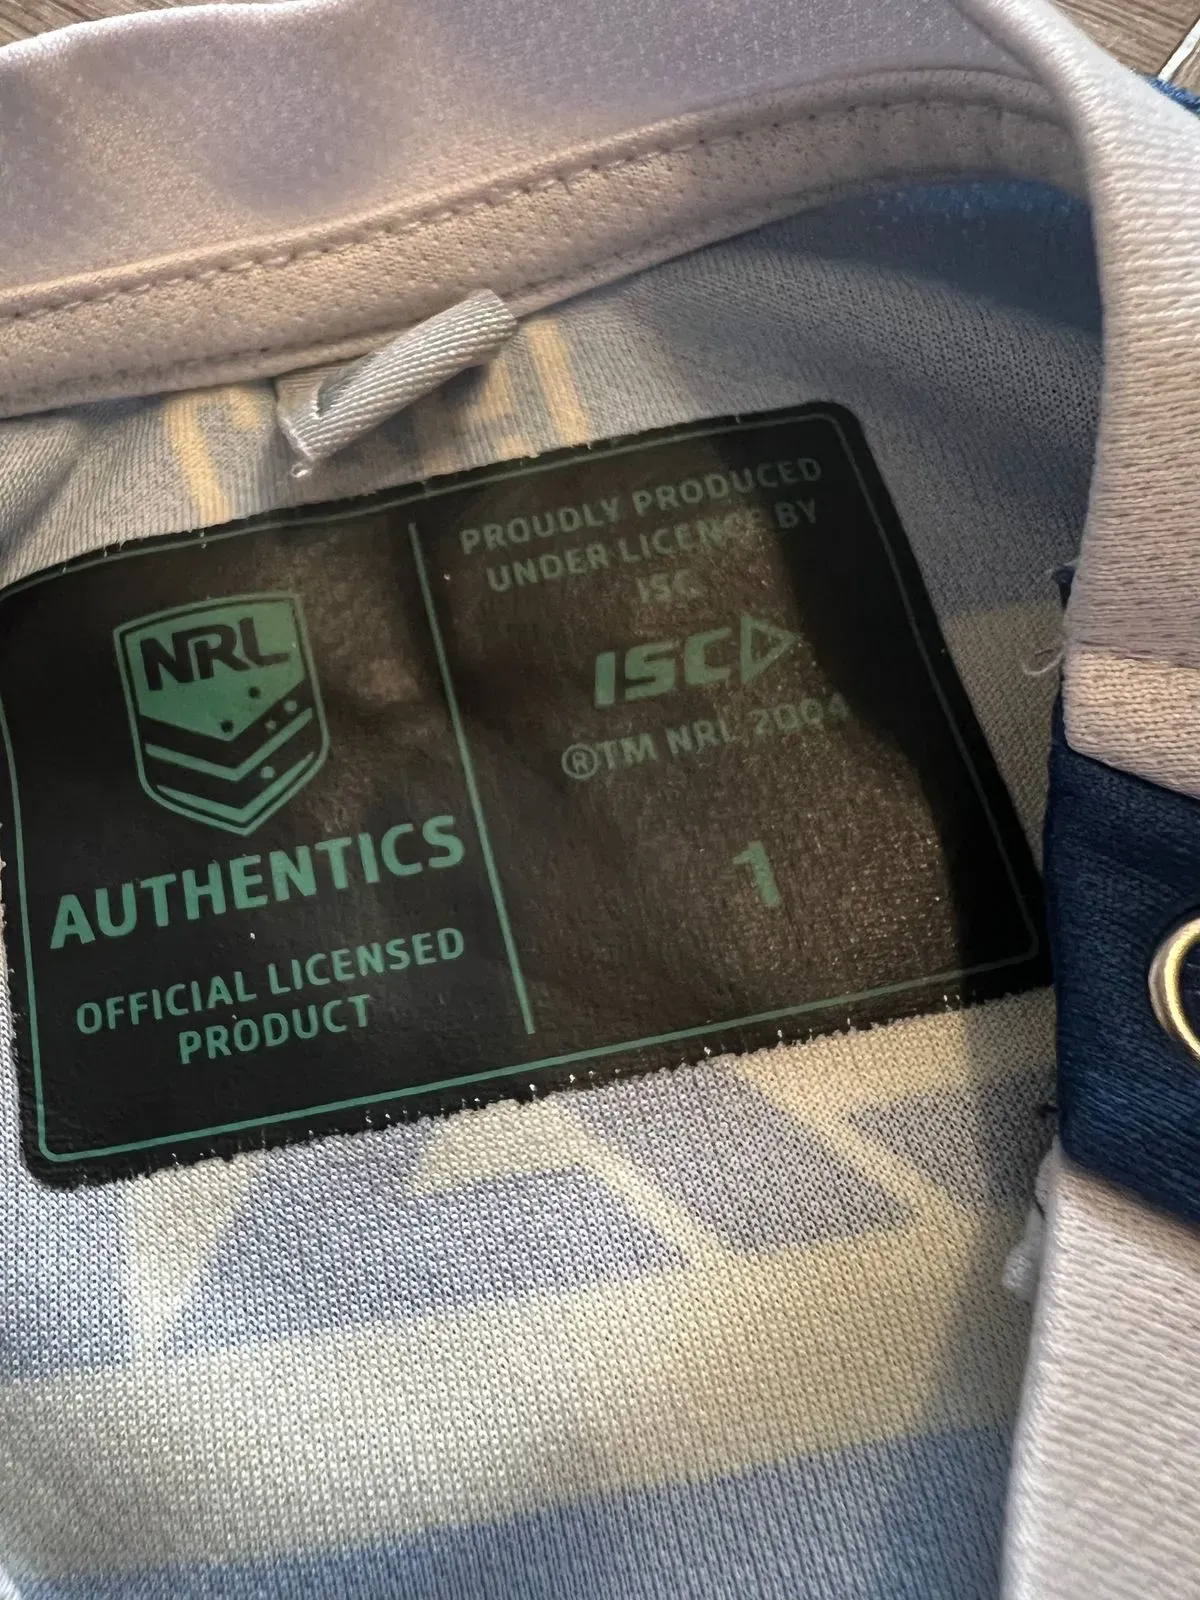 NRL
AUTHENTICS
OFFICIAL LICENSED
PRODUCT
PROUDLY PRODUCED
UNDER LICENCE BY
ISC
ISC
®TM NRL 2004
1